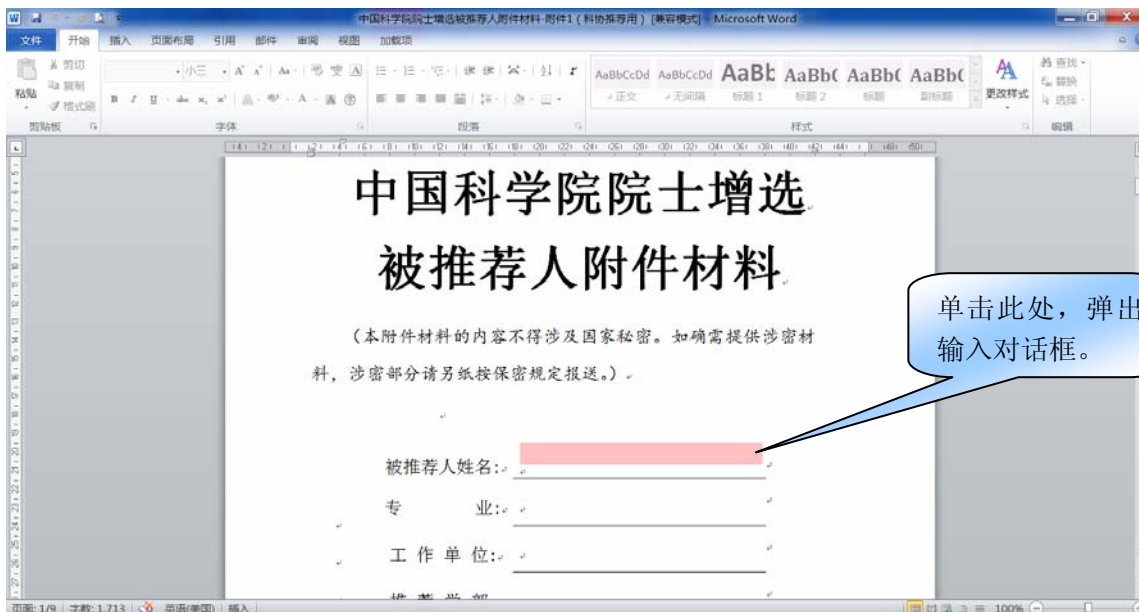 中国科学院院士增选被推荐人附件材料-附件1（科协推荐用）[兼容模式] - Microsoft Word
文件 开始 插入 页面布局 引用 邮件 审阅 视图 加载项
粘贴
剪切
复制
格式刷
小三
AaBbCcDd AaBbCcDd AaBb AaBb( AaBb( AaBb(
正文 无间隔 标题 1 标题 2 标题 副标题
更改样式
查找
替换
选择
剪贴板 字体 段落 样式 编辑
中国科学院院士增选
被推荐人附件材料
（本附件材料的内容不得涉及国家秘密。如确需提供涉密材
料，涉密部分请另纸按保密规定报送。）
单击此处，弹出
输入对话框。
被推荐人姓名:
专 业:
工 作 单 位:
推 荐 学 部
页面: 1/9 字数: 1,713 英语(美国) 插入 100%